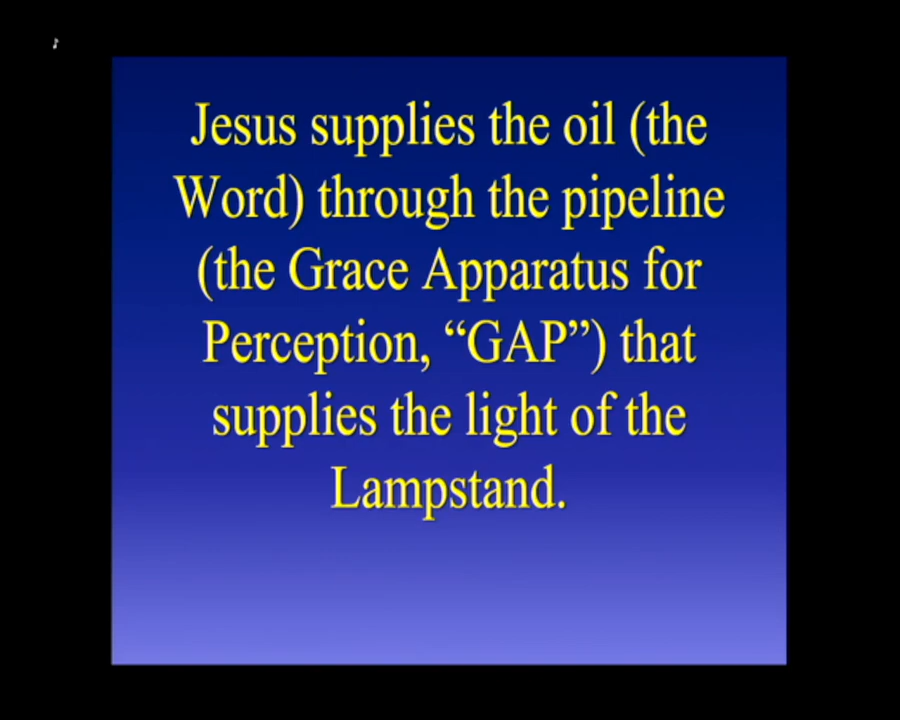 Jesus supplies the oil (the
Word) through the pipeline
(the Grace Apparatus for
Perception, “GAP”) that
supplies the light of the
Lampstand.